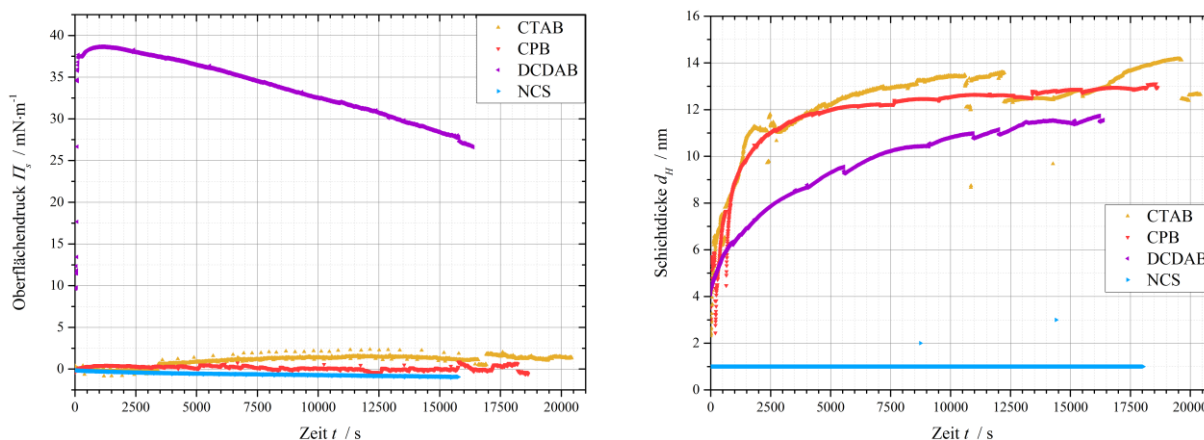 Oberflächendruck Π_s / mN·m⁻¹
40
35
30
25
20
15
10
5
0
0 2500 5000 7500 10000 12500 15000 17500 20000
Zeit t / s
CTAB
CPB
DCDAB
NCS
Schichtdicke d_H / nm
16
14
12
10
8
6
4
2
0
0 2500 5000 7500 10000 12500 15000 17500 20000
Zeit t / s
CTAB
CPB
DCDAB
NCS